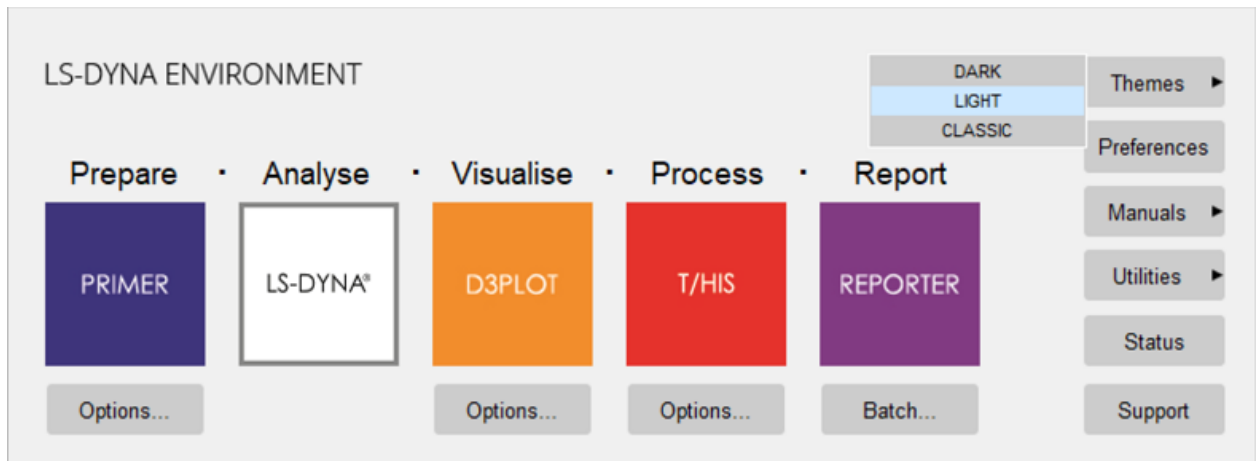 LS-DYNA ENVIRONMENT
DARK
LIGHT
CLASSIC
Themes
Preferences
Manuals
Utilities
Status
Support
Prepare · Analyse · Visualise · Process · Report
PRIMER LS-DYNA® D3PLOT T/HIS REPORTER
Options... Options... Options... Batch...